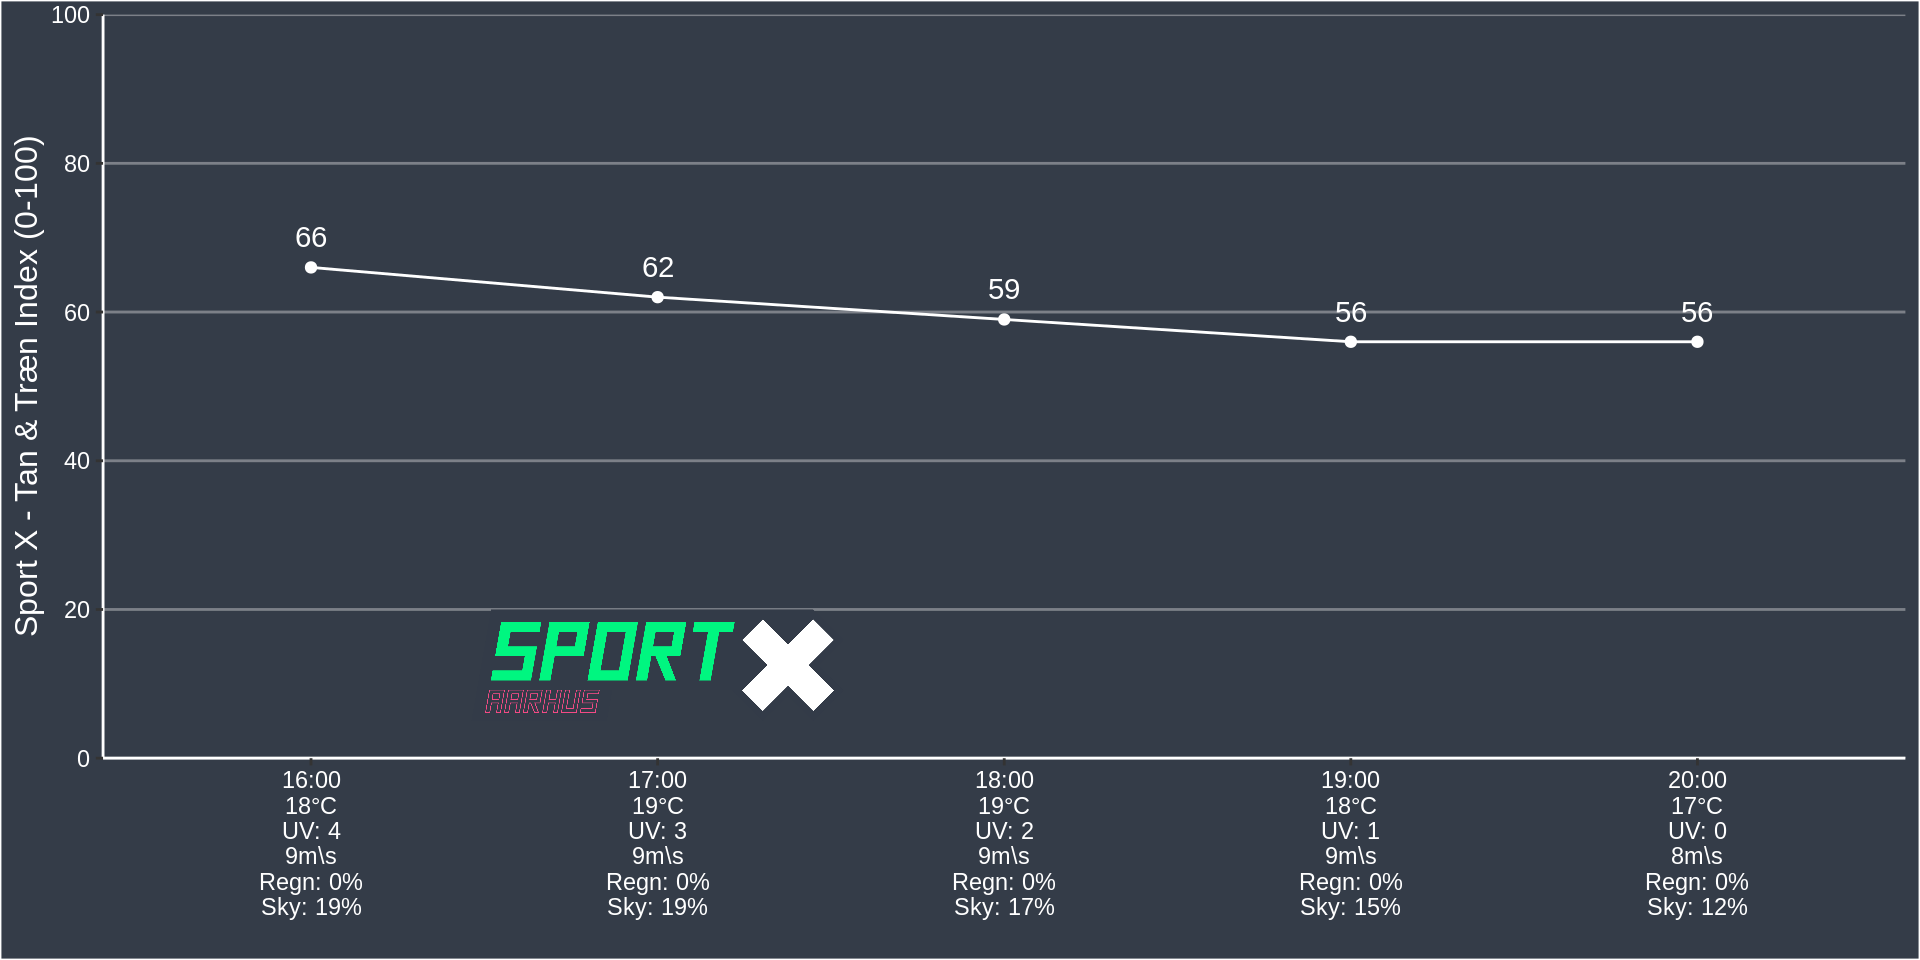 Sport X - Tan & Træn Index (0-100)
100
80
60
40
20
0
66
62
59
56
56
SPORT X
AARHUS
16:00
18°C
UV: 4
9m\s
Regn: 0%
Sky: 19%
17:00
19°C
UV: 3
9m\s
Regn: 0%
Sky: 19%
18:00
19°C
UV: 2
9m\s
Regn: 0%
Sky: 17%
19:00
18°C
UV: 1
9m\s
Regn: 0%
Sky: 15%
20:00
17°C
UV: 0
8m\s
Regn: 0%
Sky: 12%